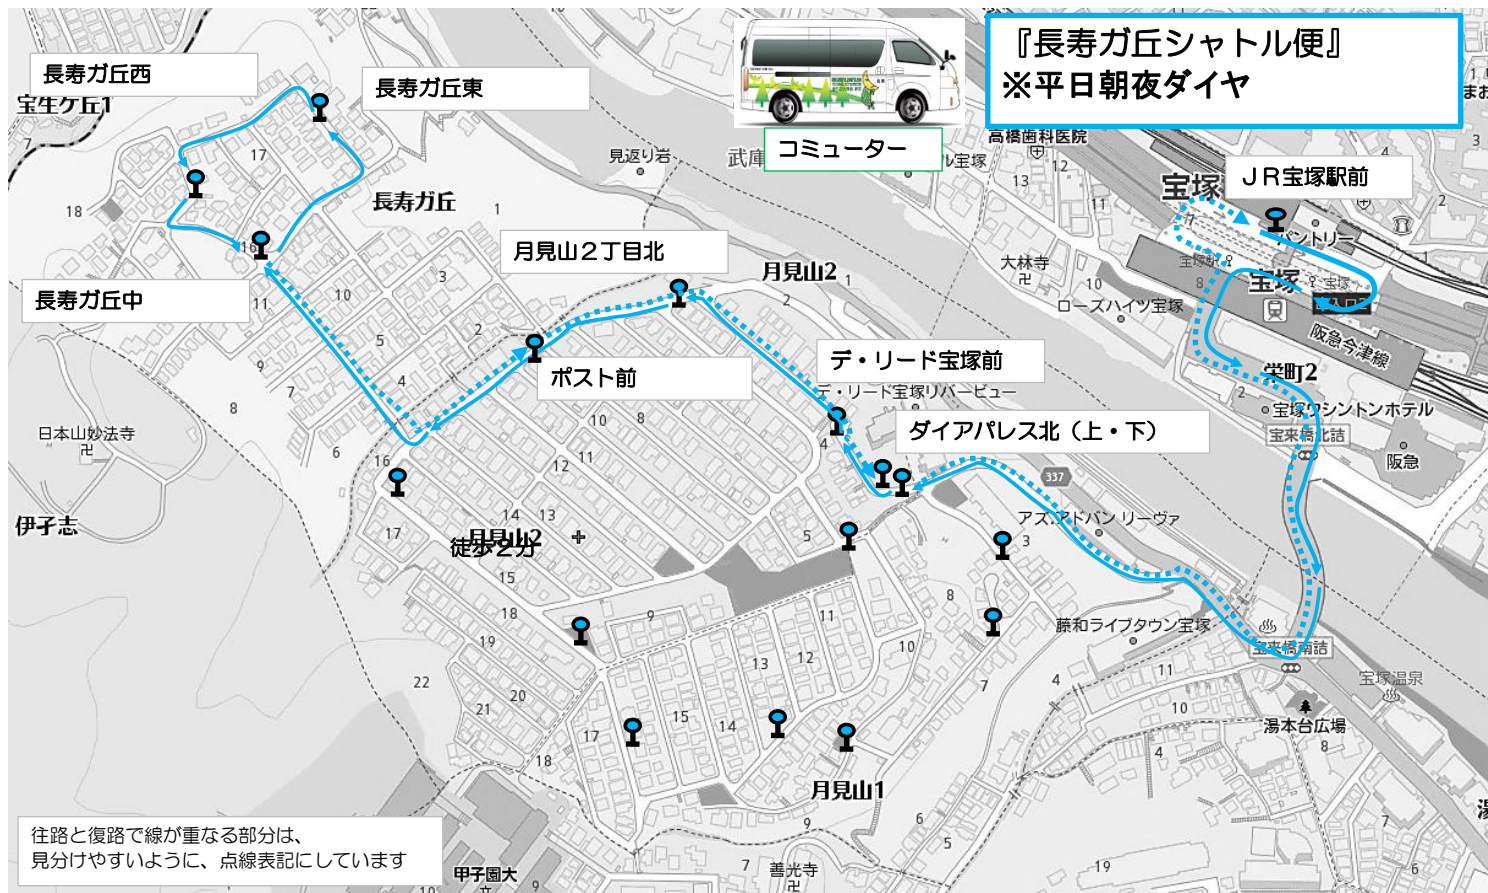 『長寿ガ丘シャトル便』
※平日朝夜ダイヤ
コミューター
長寿ガ丘西
宝生ケ丘1
長寿ガ丘東
長寿ガ丘
長寿ガ丘中
見返り岩
月見山２丁目北
月見山2
ポスト前
デ・リード宝塚前
デ・リード宝塚リバービュー
ダイアパレス北（上・下）
高橋歯科医院
ＪＲ宝塚駅前
パントリー
宝塚
宝塚駅
大林寺
ローズハイツ宝塚
阪急今津線
栄町2
宝塚ワシントンホテル
宝来橋北詰
阪急
337
アズ.アドバン リーヴァ
藤和ライブタウン宝塚
宝来橋南詰
宝塚温泉
湯本台広場
日本山妙法寺
伊孑志
月見山2
徒歩２分
月見山1
善光寺
甲子園大
往路と復路で線が重なる部分は、
見分けやすいように、点線表記にしています